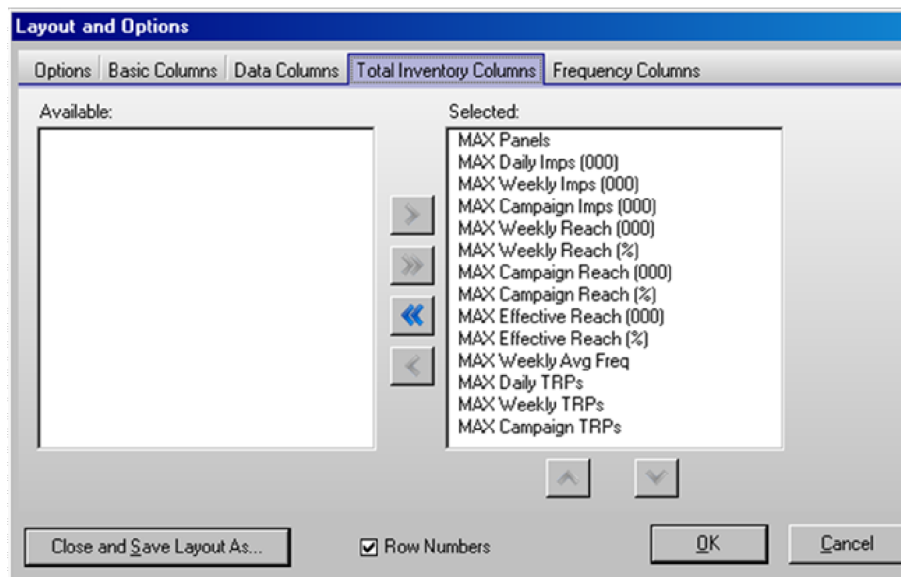 Layout and Options
Options Basic Columns Data Columns Total Inventory Columns Frequency Columns
Available:
Selected:
MAX Panels
MAX Daily Imps (000)
MAX Weekly Imps (000)
MAX Campaign Imps (000)
MAX Weekly Reach (000)
MAX Weekly Reach (%)
MAX Campaign Reach (000)
MAX Campaign Reach (%)
MAX Effective Reach (000)
MAX Effective Reach (%)
MAX Weekly Avg Freq
MAX Daily TRPs
MAX Weekly TRPs
MAX Campaign TRPs
Close and Save Layout As... Row Numbers OK Cancel